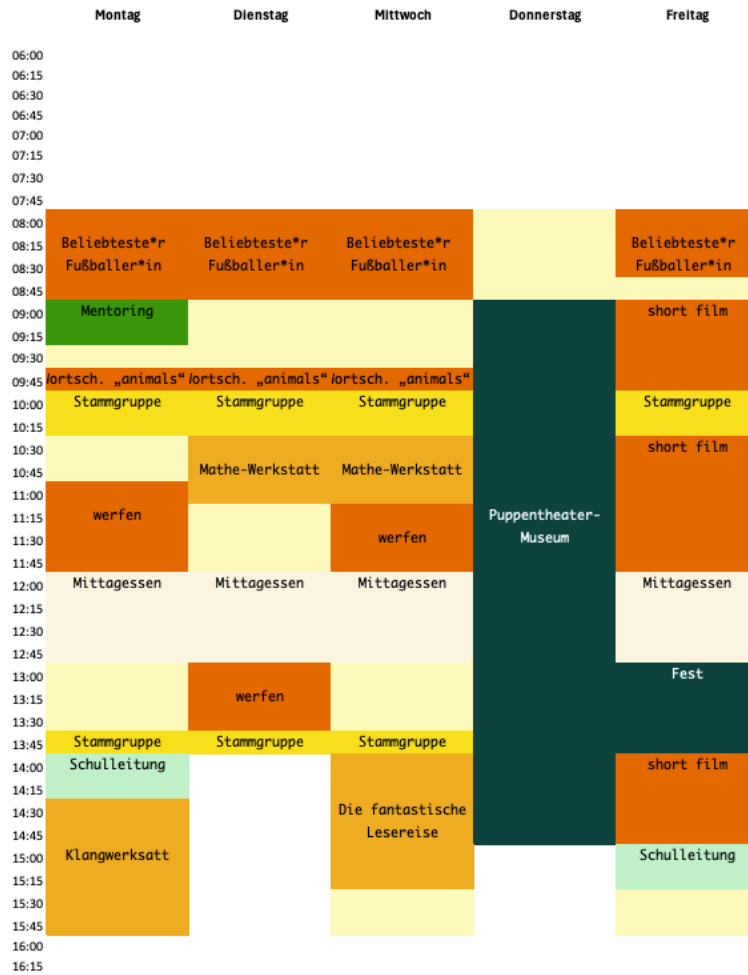 Montag Dienstag Mittwoch Donnerstag Freitag
06:00
06:15
06:30
06:45
07:00
07:15
07:30
07:45
08:00
08:15 Beliebteste*r Beliebteste*r Beliebteste*r Beliebteste*r
08:30 Fußballer*in Fußballer*in Fußballer*in Fußballer*in
08:45
09:00 Mentoring short film
09:15
09:30
09:45 ortsch. „animals“ ortsch. „animals“ ortsch. „animals“
10:00 Stammgruppe Stammgruppe Stammgruppe Stammgruppe
10:15
10:30 short film
10:45 Mathe-Werkstatt Mathe-Werkstatt
11:00
11:15 werfen Puppentheater-
11:30 werfen Museum
11:45
12:00 Mittagessen Mittagessen Mittagessen Mittagessen
12:15
12:30
12:45
13:00 Fest
13:15 werfen
13:30
13:45 Stammgruppe Stammgruppe Stammgruppe
14:00 Schulleitung short film
14:15
14:30 Die fantastische
14:45 Lesereise
15:00 Klangwerksatt Schulleitung
15:15
15:30
15:45
16:00
16:15